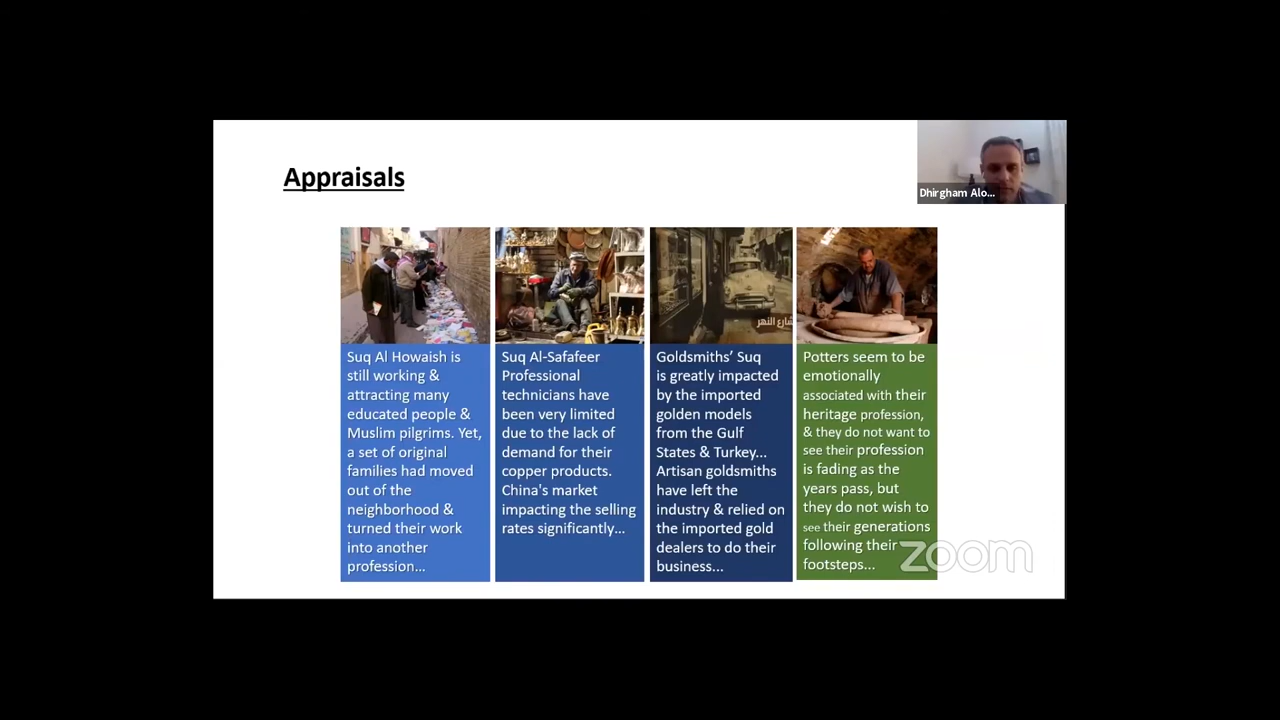 Appraisals
Dhirgham Alo...
شارع النهر
Suq Al Howaish is
still working &
attracting many
educated people &
Muslim pilgrims. Yet,
a set of original
families had moved
out of the
neighborhood &
turned their work
into another
profession...
Suq Al-Safafeer
Professional
technicians have
been very limited
due to the lack of
demand for their
copper products.
China's market
impacting the selling
rates significantly...
Goldsmiths' Suq
is greatly impacted
by the imported
golden models
from the Gulf
States & Turkey...
Artisan goldsmiths
have left the
industry & relied on
the imported gold
dealers to do their
business...
Potters seem to be
emotionally
associated with their
heritage profession,
& they do not want to
see their profession
is fading as the
years pass, but
they do not wish to
see their generations
following their
footsteps...
zoom